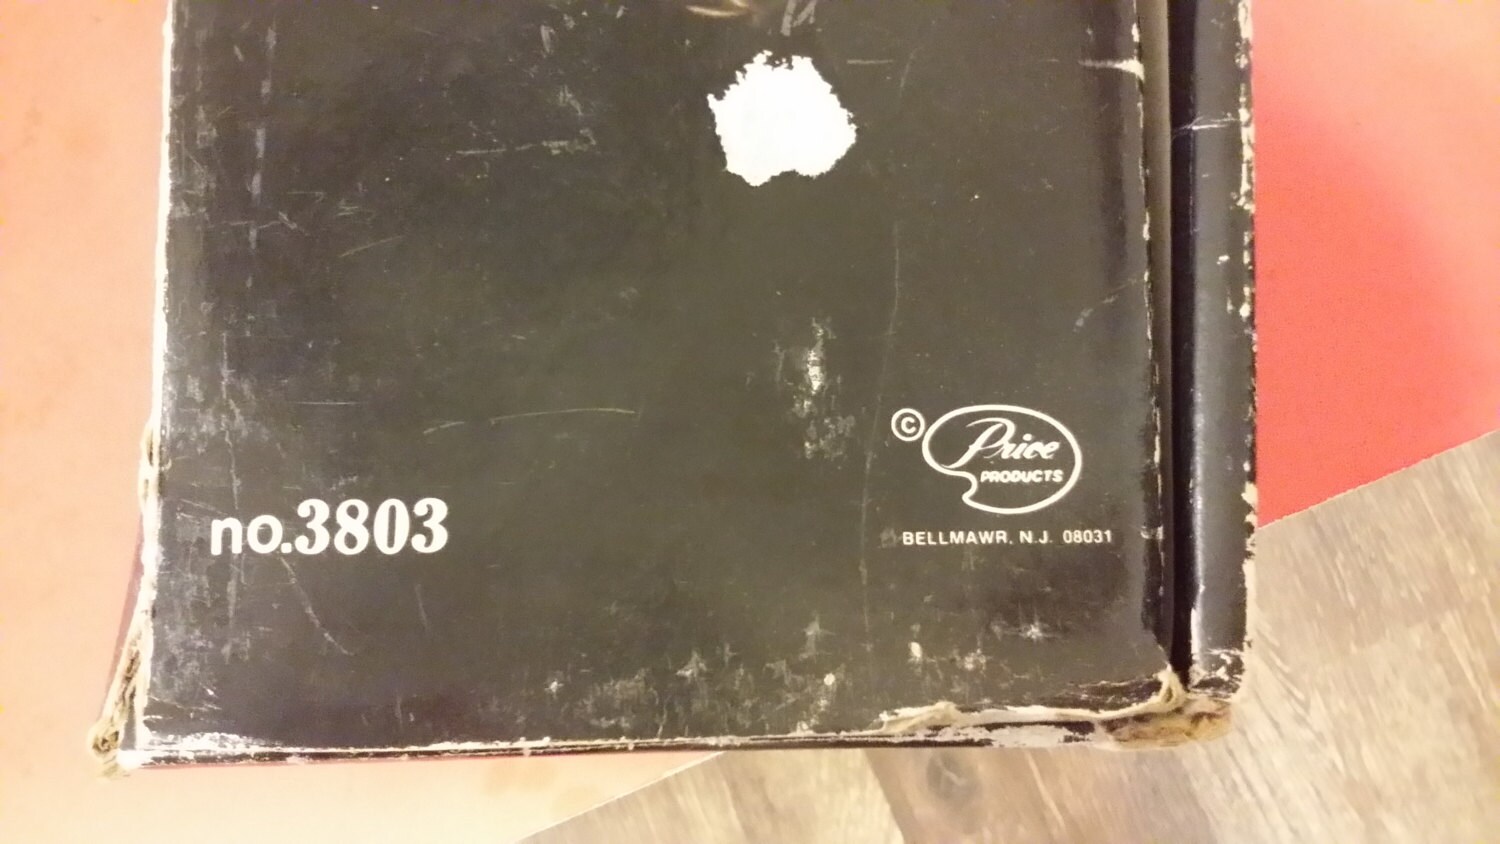 no.3803
© Price
PRODUCTS
BELLMAWR, N.J. 08031